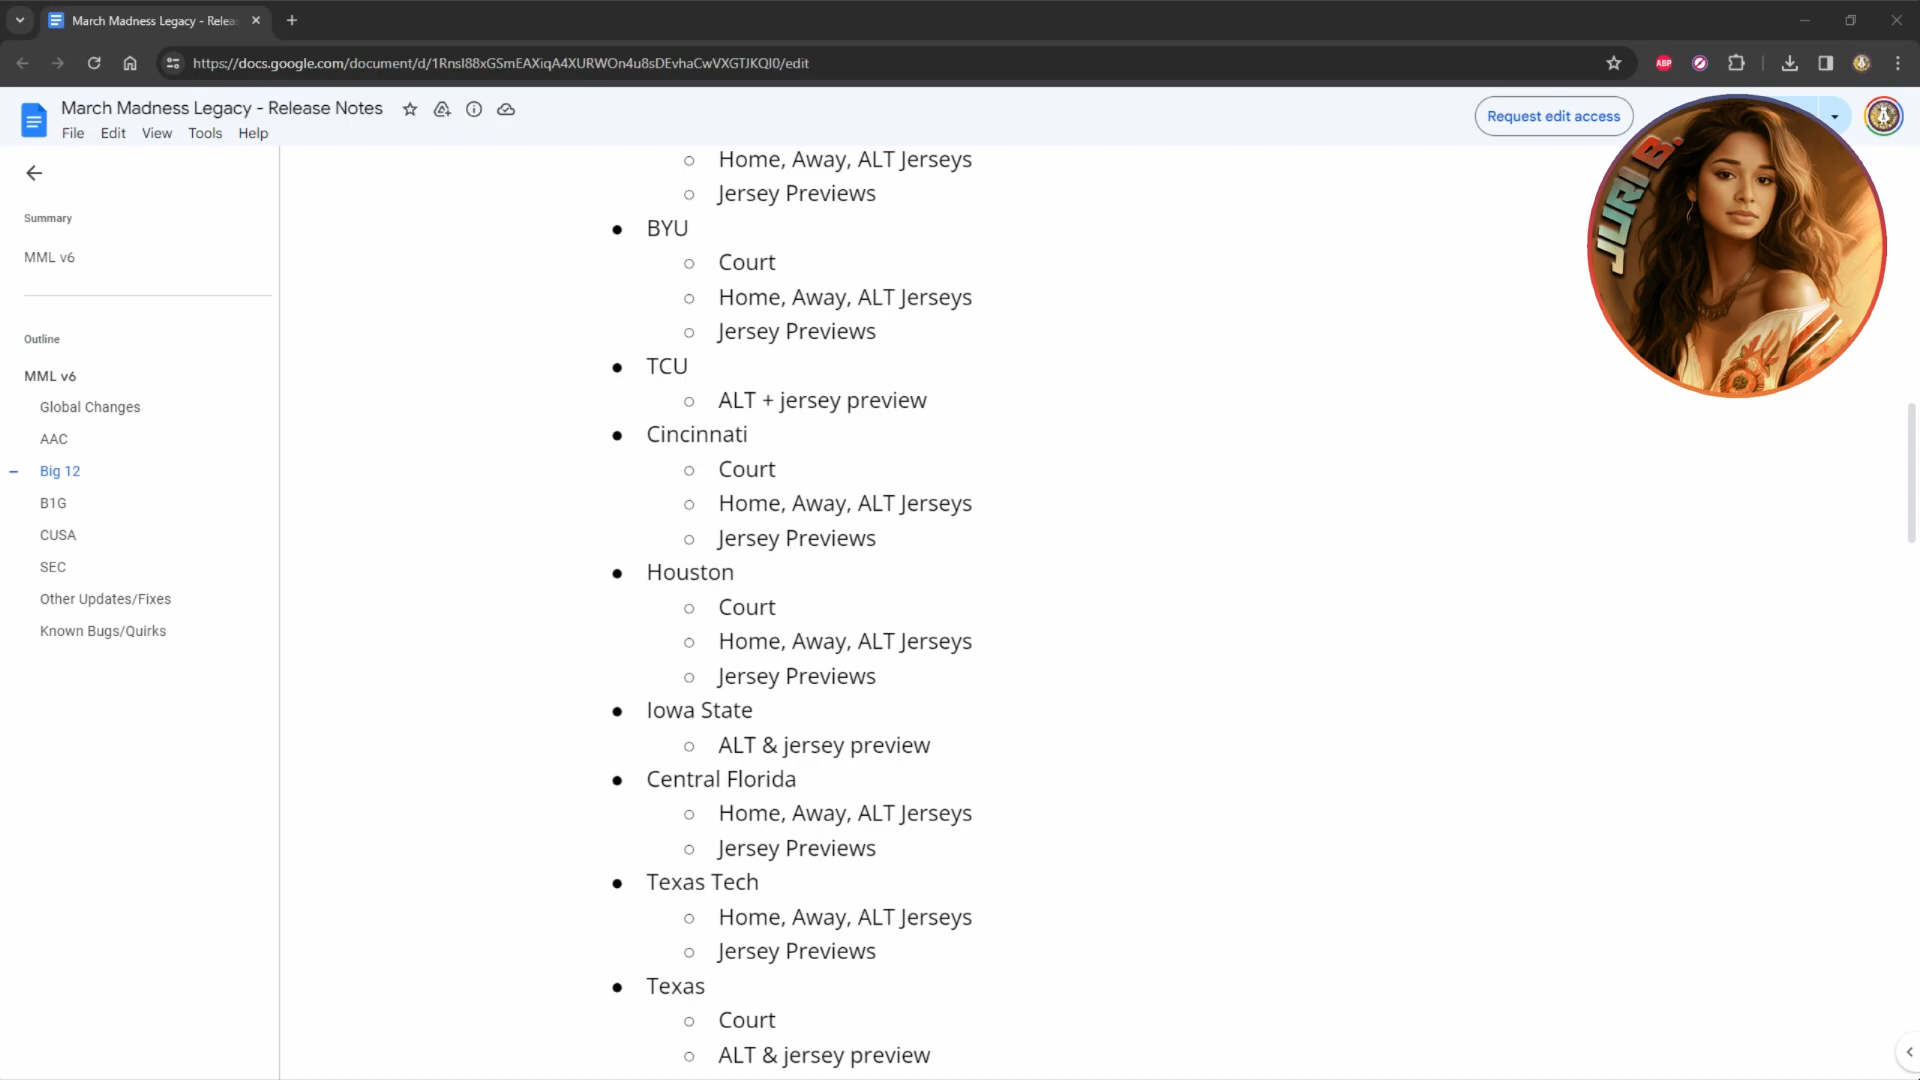 March Madness Legacy - Relea
https://docs.google.com/document/d/1Rnsl88xGSmEAXiqA4XURWOn4u8sDEvhaCwVXGTJKQI0/edit
ABP
March Madness Legacy - Release Notes
File Edit View Tools Help
Request edit access
JURI B.
Summary
MML v6
Outline
MML v6
Global Changes
AAC
Big 12
B1G
CUSA
SEC
Other Updates/Fixes
Known Bugs/Quirks
Home, Away, ALT Jerseys
Jersey Previews
BYU
Court
Home, Away, ALT Jerseys
Jersey Previews
TCU
ALT + jersey preview
Cincinnati
Court
Home, Away, ALT Jerseys
Jersey Previews
Houston
Court
Home, Away, ALT Jerseys
Jersey Previews
Iowa State
ALT & jersey preview
Central Florida
Home, Away, ALT Jerseys
Jersey Previews
Texas Tech
Home, Away, ALT Jerseys
Jersey Previews
Texas
Court
ALT & jersey preview